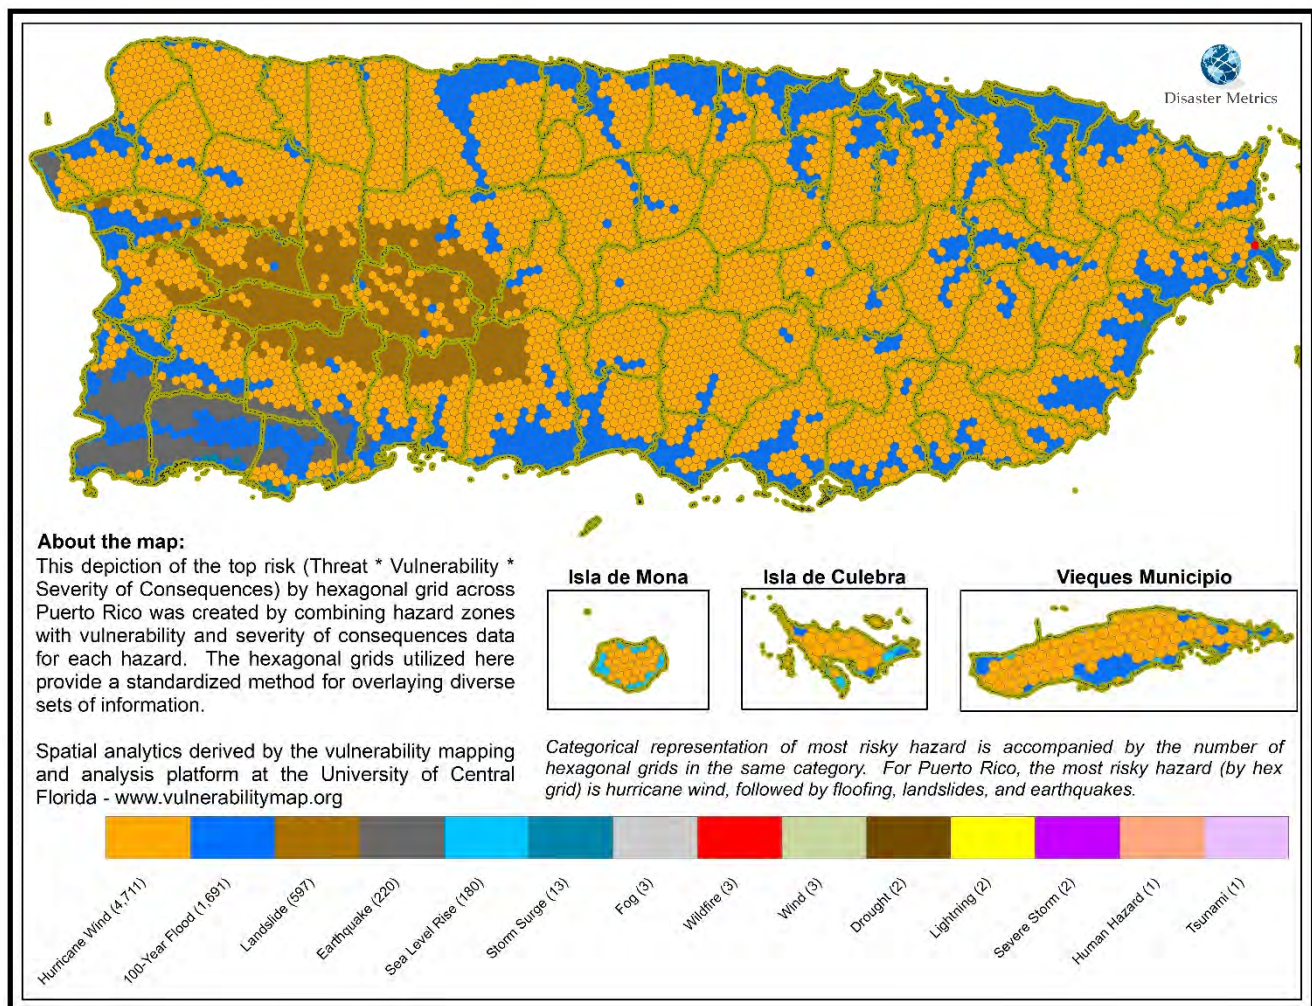 Disaster Metrics
About the map:
This depiction of the top risk (Threat * Vulnerability *
Severity of Consequences) by hexagonal grid across
Puerto Rico was created by combining hazard zones
with vulnerability and severity of consequences data
for each hazard. The hexagonal grids utilized here
provide a standardized method for overlaying diverse
sets of information.
Spatial analytics derived by the vulnerability mapping
and analysis platform at the University of Central
Florida - www.vulnerabilitymap.org
Isla de Mona
Isla de Culebra
Vieques Municipio
Categorical representation of most risky hazard is accompanied by the number of
hexagonal grids in the same category. For Puerto Rico, the most risky hazard (by hex
grid) is hurricane wind, followed by floofing, landslides, and earthquakes.
Hurricane Wind (4,711)
100-Year Flood (1,691)
Landslide (597)
Earthquake (220)
Sea Level Rise (180)
Storm Surge (13)
Fog (3)
Wildfire (3)
Wind (3)
Drought (2)
Lightning (2)
Severe Storm (2)
Human Hazard (1)
Tsunami (1)